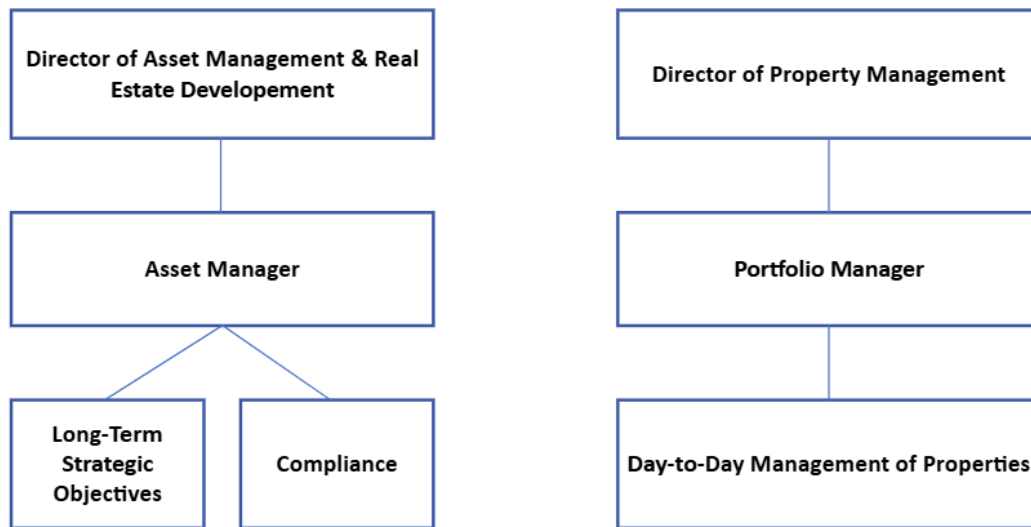 Director of Asset Management & Real
Estate Developement
Director of Property Management
Asset Manager
Portfolio Manager
Long-Term
Strategic
Objectives
Compliance
Day-to-Day Management of Properties